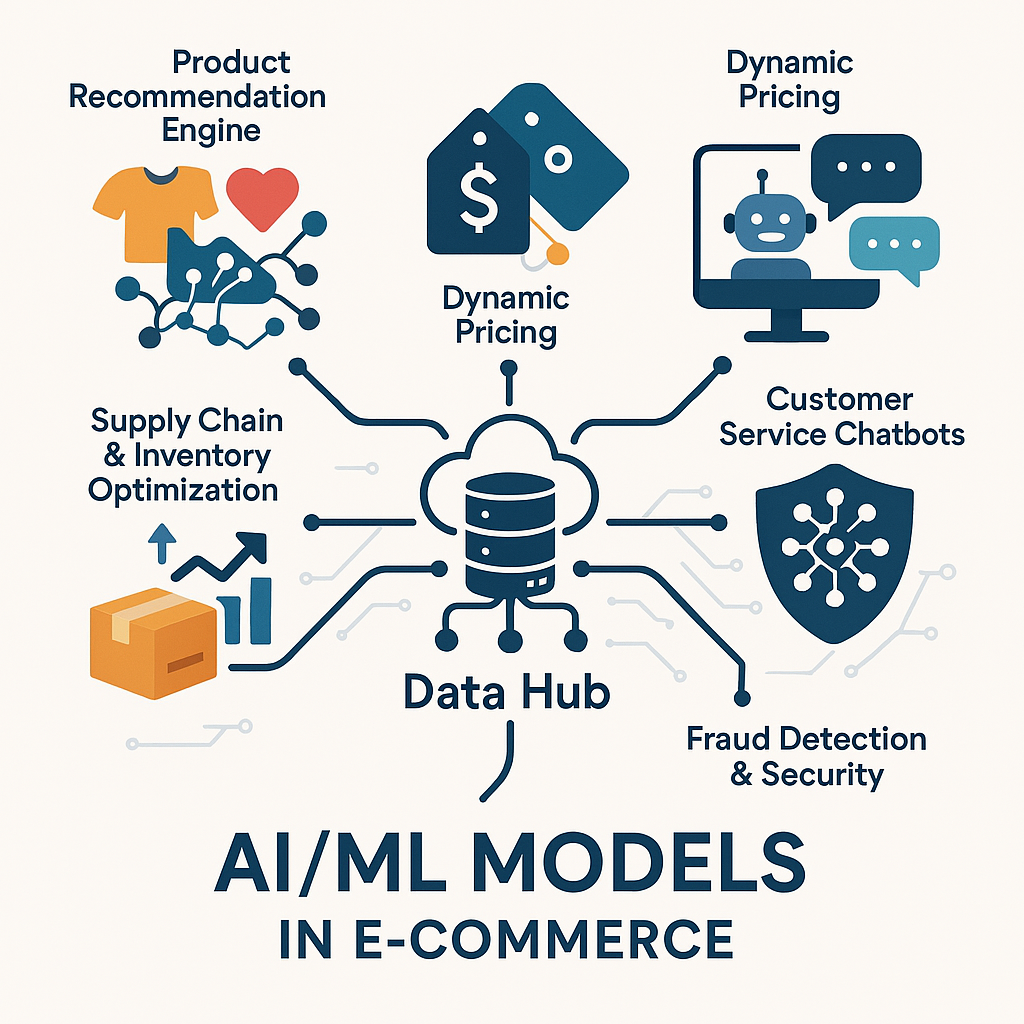 Product
Recommendation
Engine
$
Dynamic
Pricing
Dynamic
Pricing
Supply Chain
& Inventory
Optimization
Customer
Service Chatbots
Data Hub
Fraud Detection
& Security
AI/ML MODELS
IN E-COMMERCE